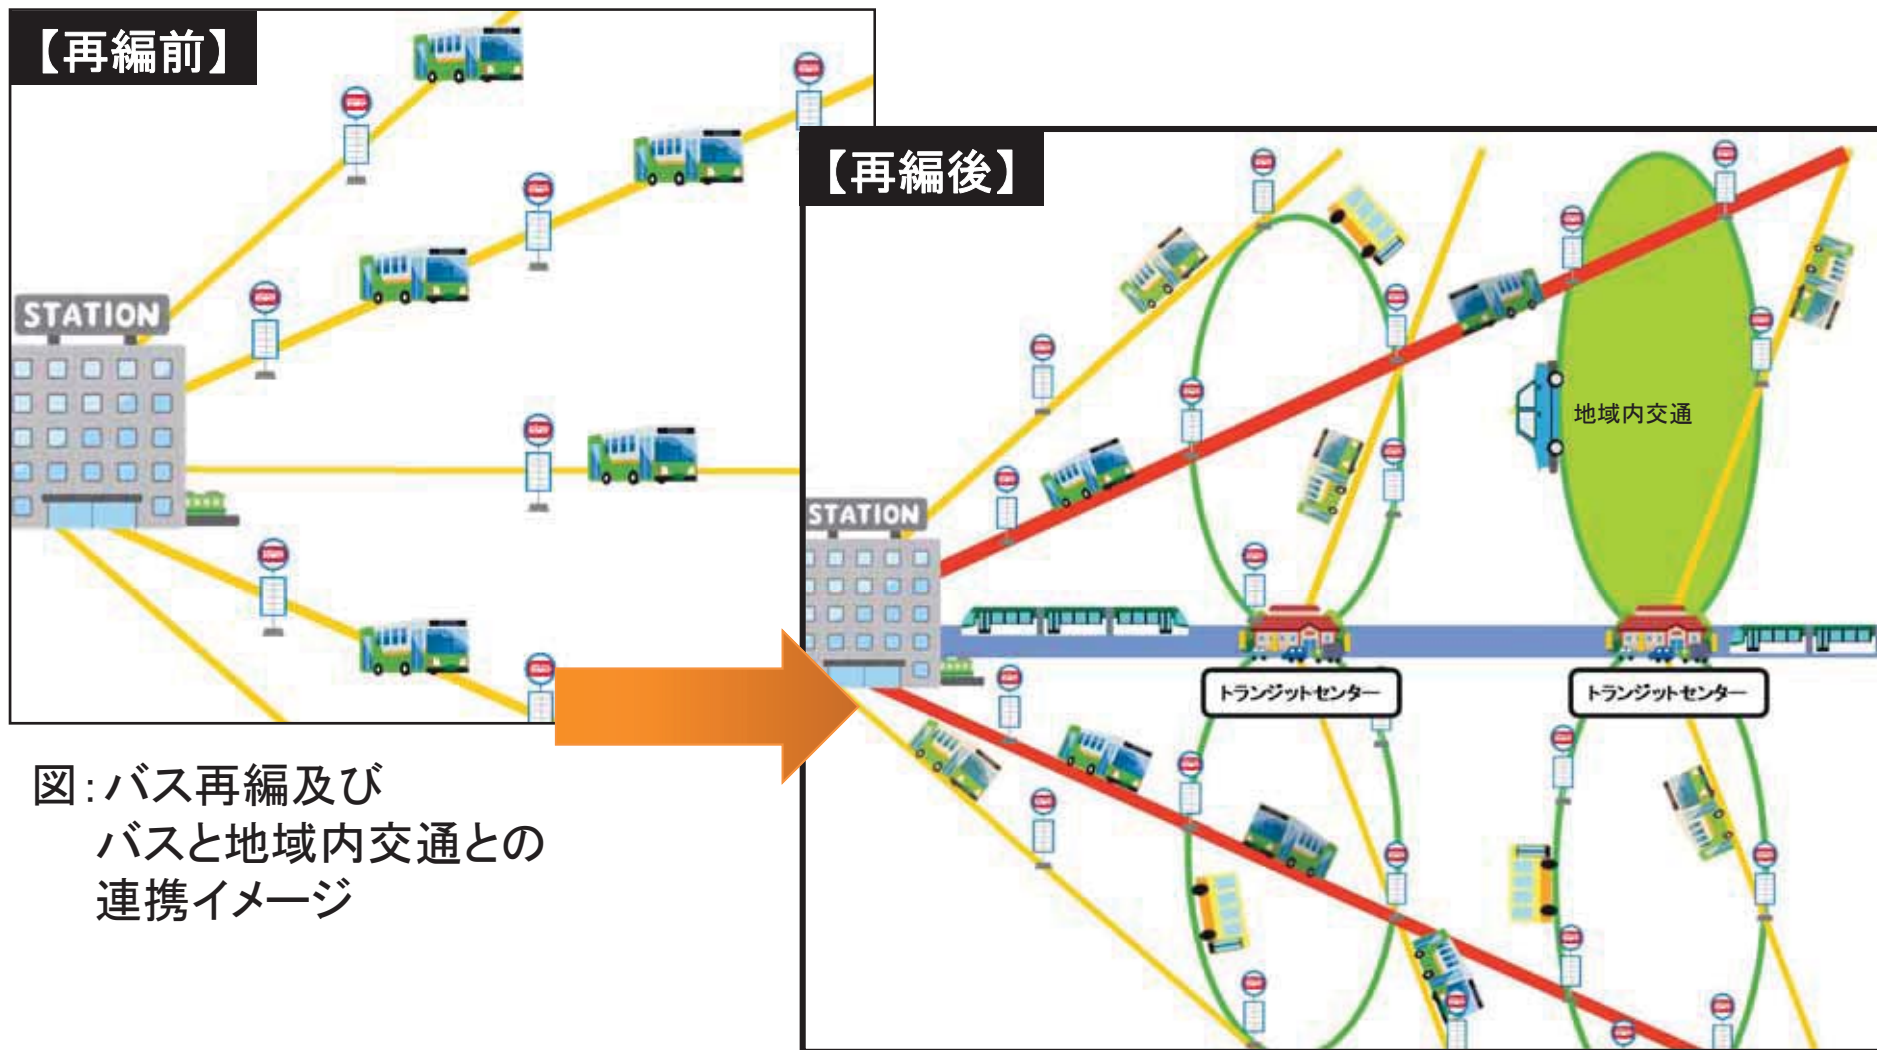 【再編前】
STATION
【再編後】
地域内交通
STATION
トランジットセンター
トランジットセンター
図：バス再編及び
バスと地域内交通との
連携イメージ